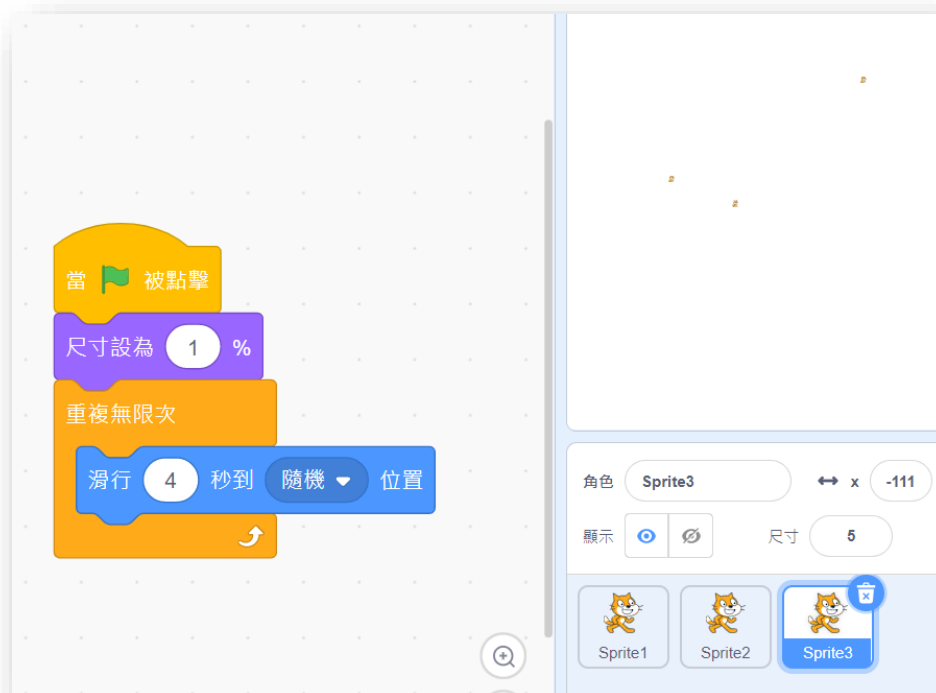 當 被點擊
尺寸設為 1 %
重複無限次
滑行 4 秒到 隨機 位置
角色 Sprite3 x -111
顯示 尺寸 5
Sprite1 Sprite2 Sprite3